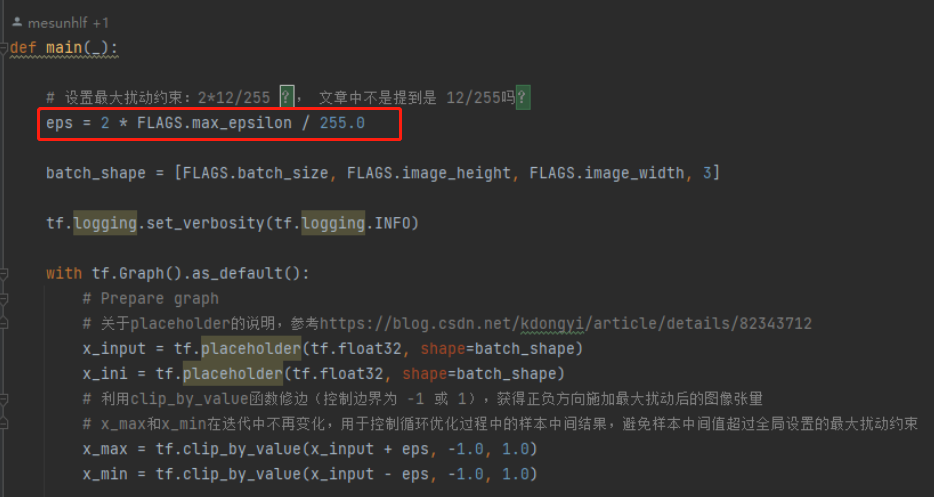 mesunhlf +1
def main(_):
# 设置最大扰动约束：2*12/255 ?， 文章中不是提到是 12/255吗?
eps = 2 * FLAGS.max_epsilon / 255.0
batch_shape = [FLAGS.batch_size, FLAGS.image_height, FLAGS.image_width, 3]
tf.logging.set_verbosity(tf.logging.INFO)
with tf.Graph().as_default():
# Prepare graph
# 关于placeholder的说明，参考https://blog.csdn.net/kdongyi/article/details/82343712
x_input = tf.placeholder(tf.float32, shape=batch_shape)
x_ini = tf.placeholder(tf.float32, shape=batch_shape)
# 利用clip_by_value函数修边（控制边界为 -1 或 1），获得正负方向施加最大扰动后的图像张量
# x_max和x_min在迭代中不再变化，用于控制循环优化过程中的样本中间结果，避免样本中间值超过全局设置的最大扰动约束
x_max = tf.clip_by_value(x_input + eps, -1.0, 1.0)
x_min = tf.clip_by_value(x_input - eps, -1.0, 1.0)